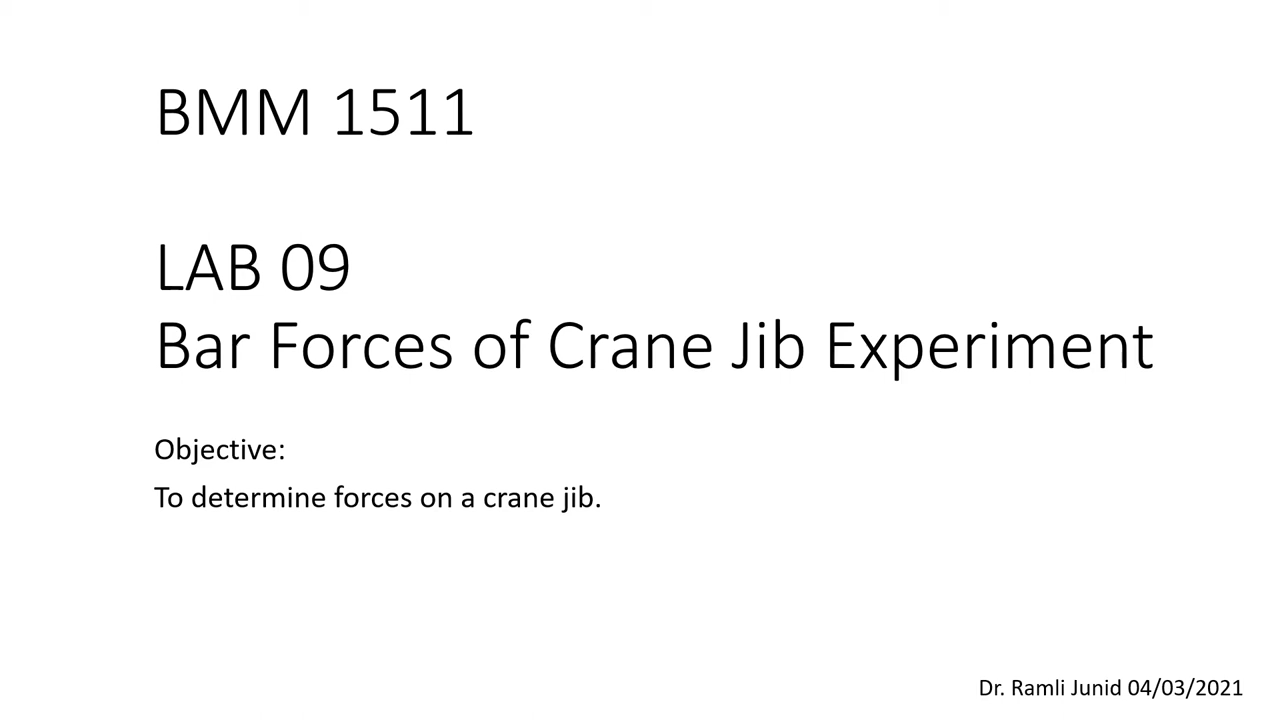 BMM 1511
LAB 09
Bar Forces of Crane Jib Experiment
Objective:
To determine forces on a crane jib.
Dr. Ramli Junid 04/03/2021